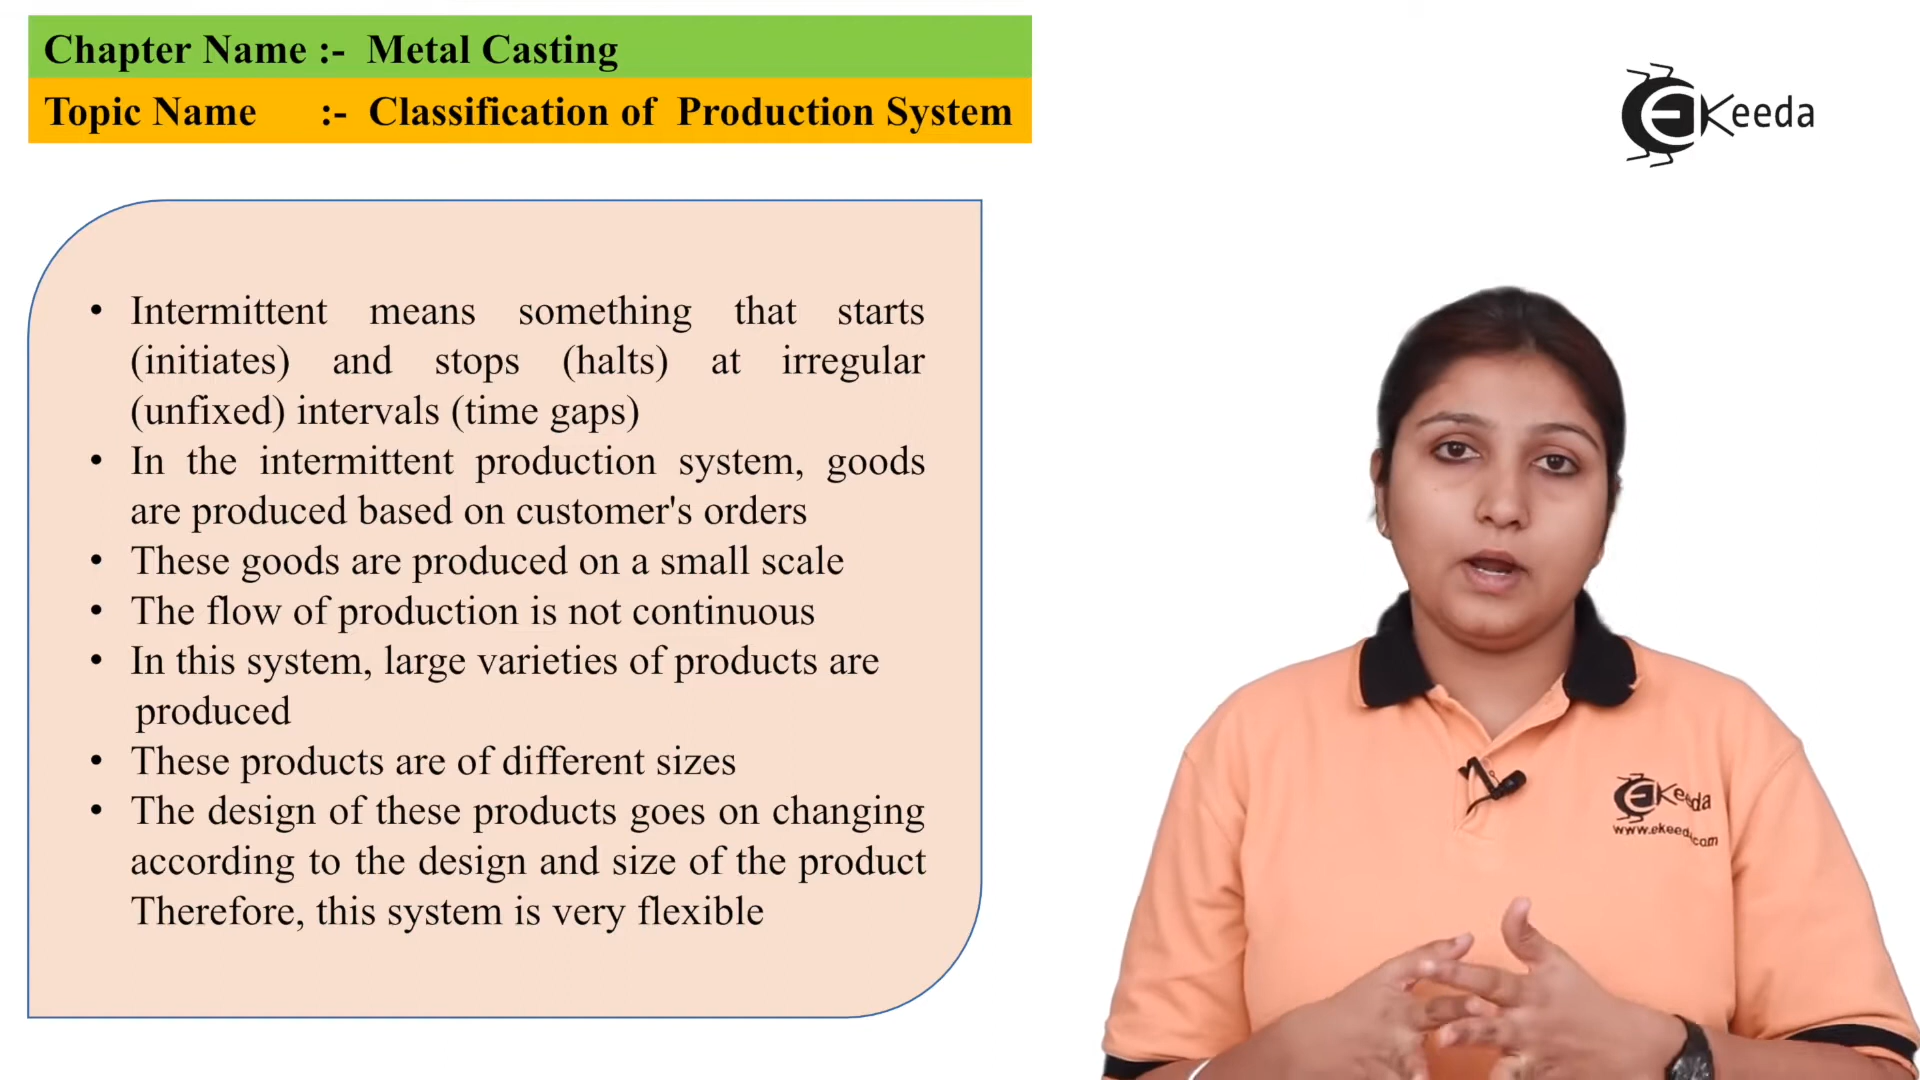 Chapter Name :- Metal Casting
Topic Name :- Classification of Production System
Keeda
• Intermittent means something that starts
(initiates) and stops (halts) at irregular
(unfixed) intervals (time gaps)
• In the intermittent production system, goods
are produced based on customer's orders
• These goods are produced on a small scale
• The flow of production is not continuous
• In this system, large varieties of products are
produced
• These products are of different sizes
• The design of these products goes on changing
according to the design and size of the product
Therefore, this system is very flexible
Keeda
www.ekeeda.com